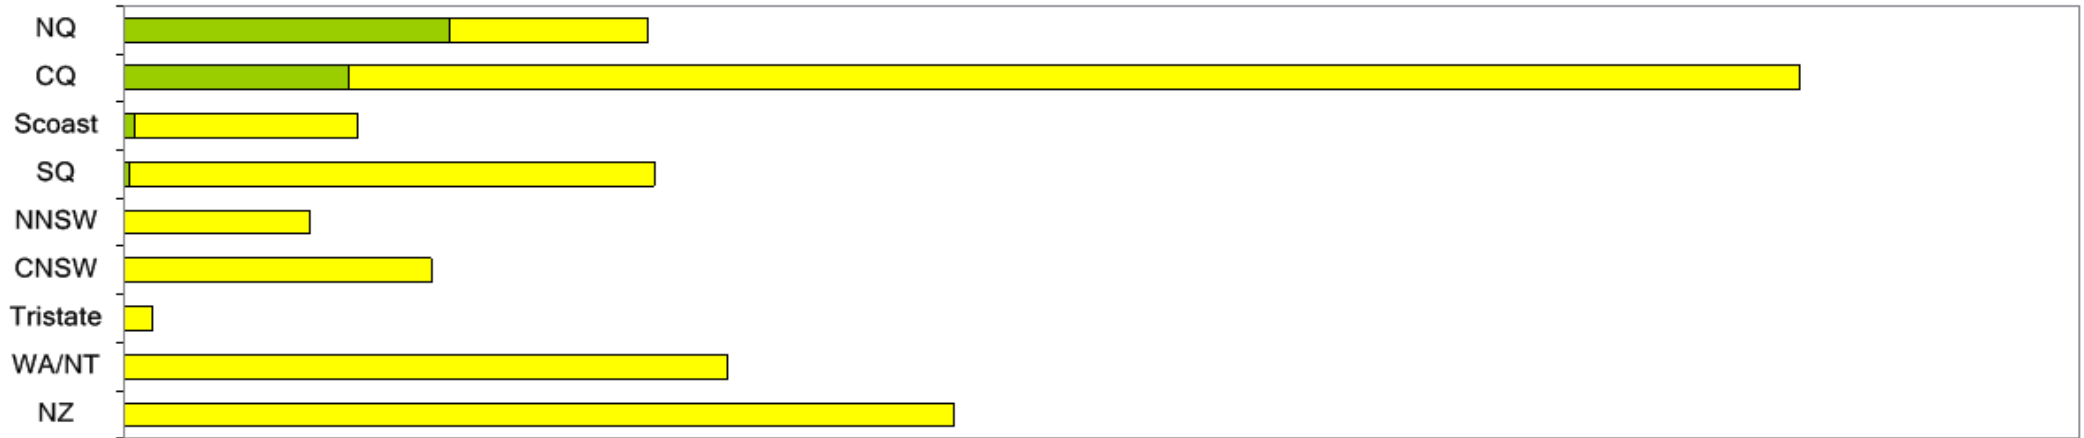 NQ
CQ
Scoast
SQ
NNSW
CNSW
Tristate
WA/NT
NZ